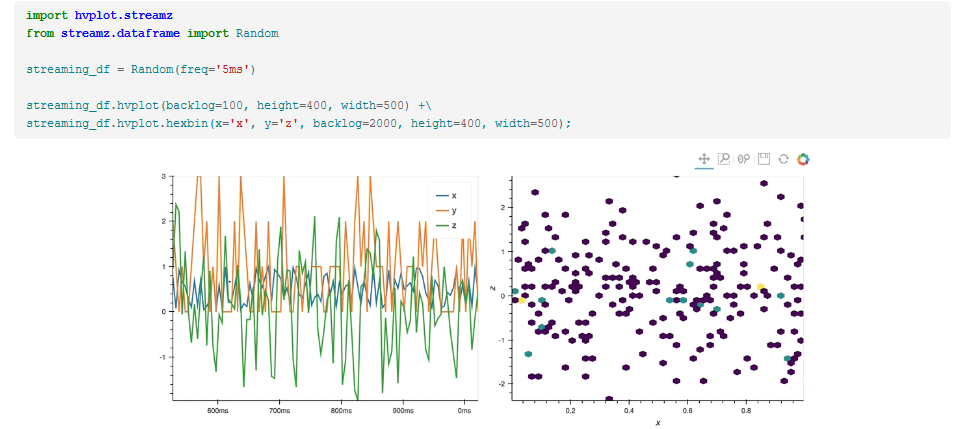 import hvplot.streamz
from streamz.dataframe import Random
streaming_df = Random(freq='5ms')
streaming_df.hvplot(backlog=100, height=400, width=500) +\
streaming_df.hvplot.hexbin(x='x', y='z', backlog=2000, height=400, width=500);
3
2
1
0
-1
x
y
z
600ms 700ms 800ms 900ms 0ms
2
1
0
-1
-2
z
0.2 0.4 0.6 0.8
x